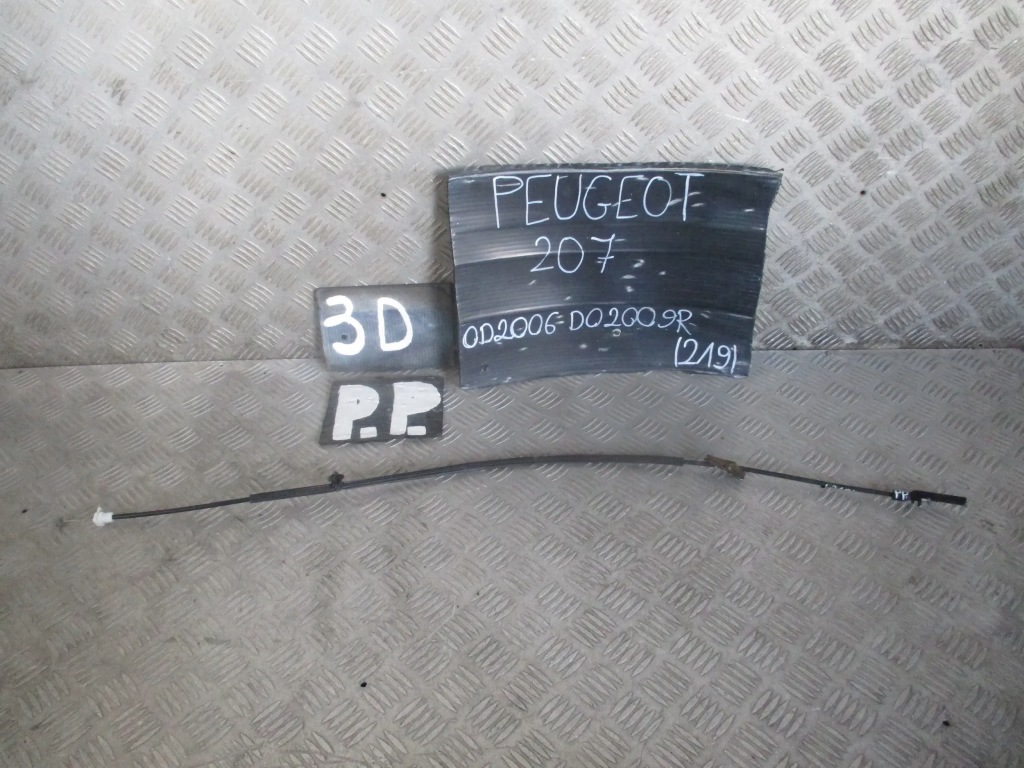 PEUGEOT
207
OD2006-DO2009R
(219)
3D
P.P.